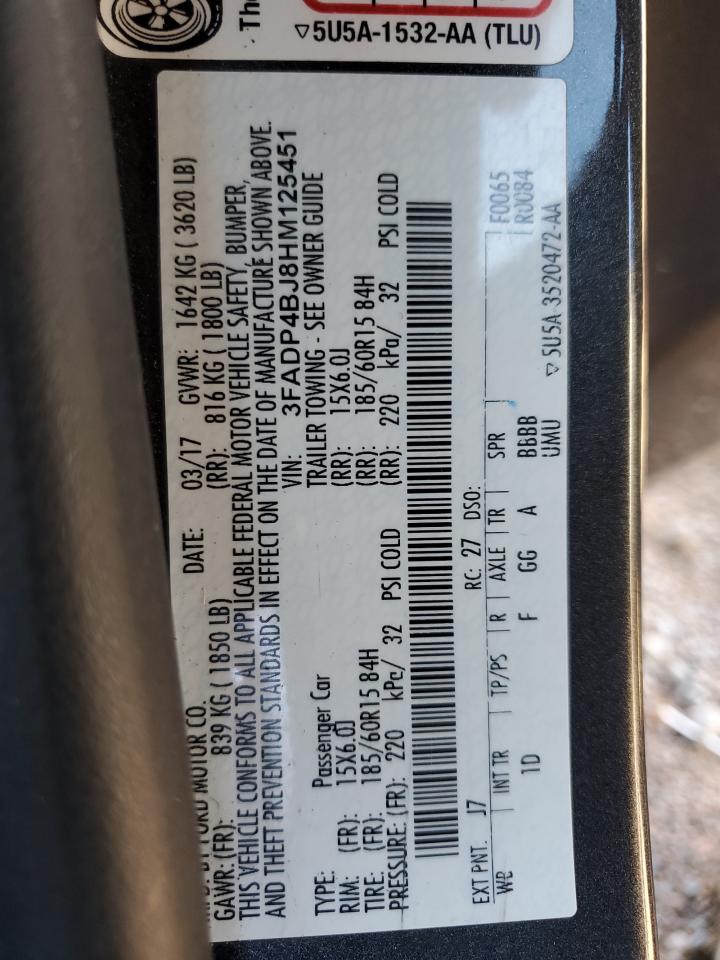 The
▽5U5A-1532-AA (TLU)
FORD MOTOR CO. DATE: 03/17 GVWR: 1642 KG ( 3620 LB)
GAWR: (FR): 839 KG ( 1850 LB) (RR): 816 KG ( 1800 LB)
THIS VEHICLE CONFORMS TO ALL APPLICABLE FEDERAL MOTOR VEHICLE SAFETY, BUMPER,
AND THEFT PREVENTION STANDARDS IN EFFECT ON THE DATE OF MANUFACTURE SHOWN ABOVE.
VIN: 3FADP4BJ8HM125451
TYPE: Passenger Car TRAILER TOWING - SEE OWNER GUIDE
RIM: (FR): 15X6.0J (RR): 15X6.0J
TIRE: (FR): 185/60R15 84H (RR): 185/60R15 84H
PRESSURE: (FR): 220 kPa/ 32 PSI COLD (RR): 220 kPa/ 32 PSI COLD
EXT PNT: J7 RC: 27 DSO: F0065
WB INT TR TP/PS R AXLE TR SPR R0084
1D F GG A BBBB
UMU ▽ 5U5A-3520472-AA